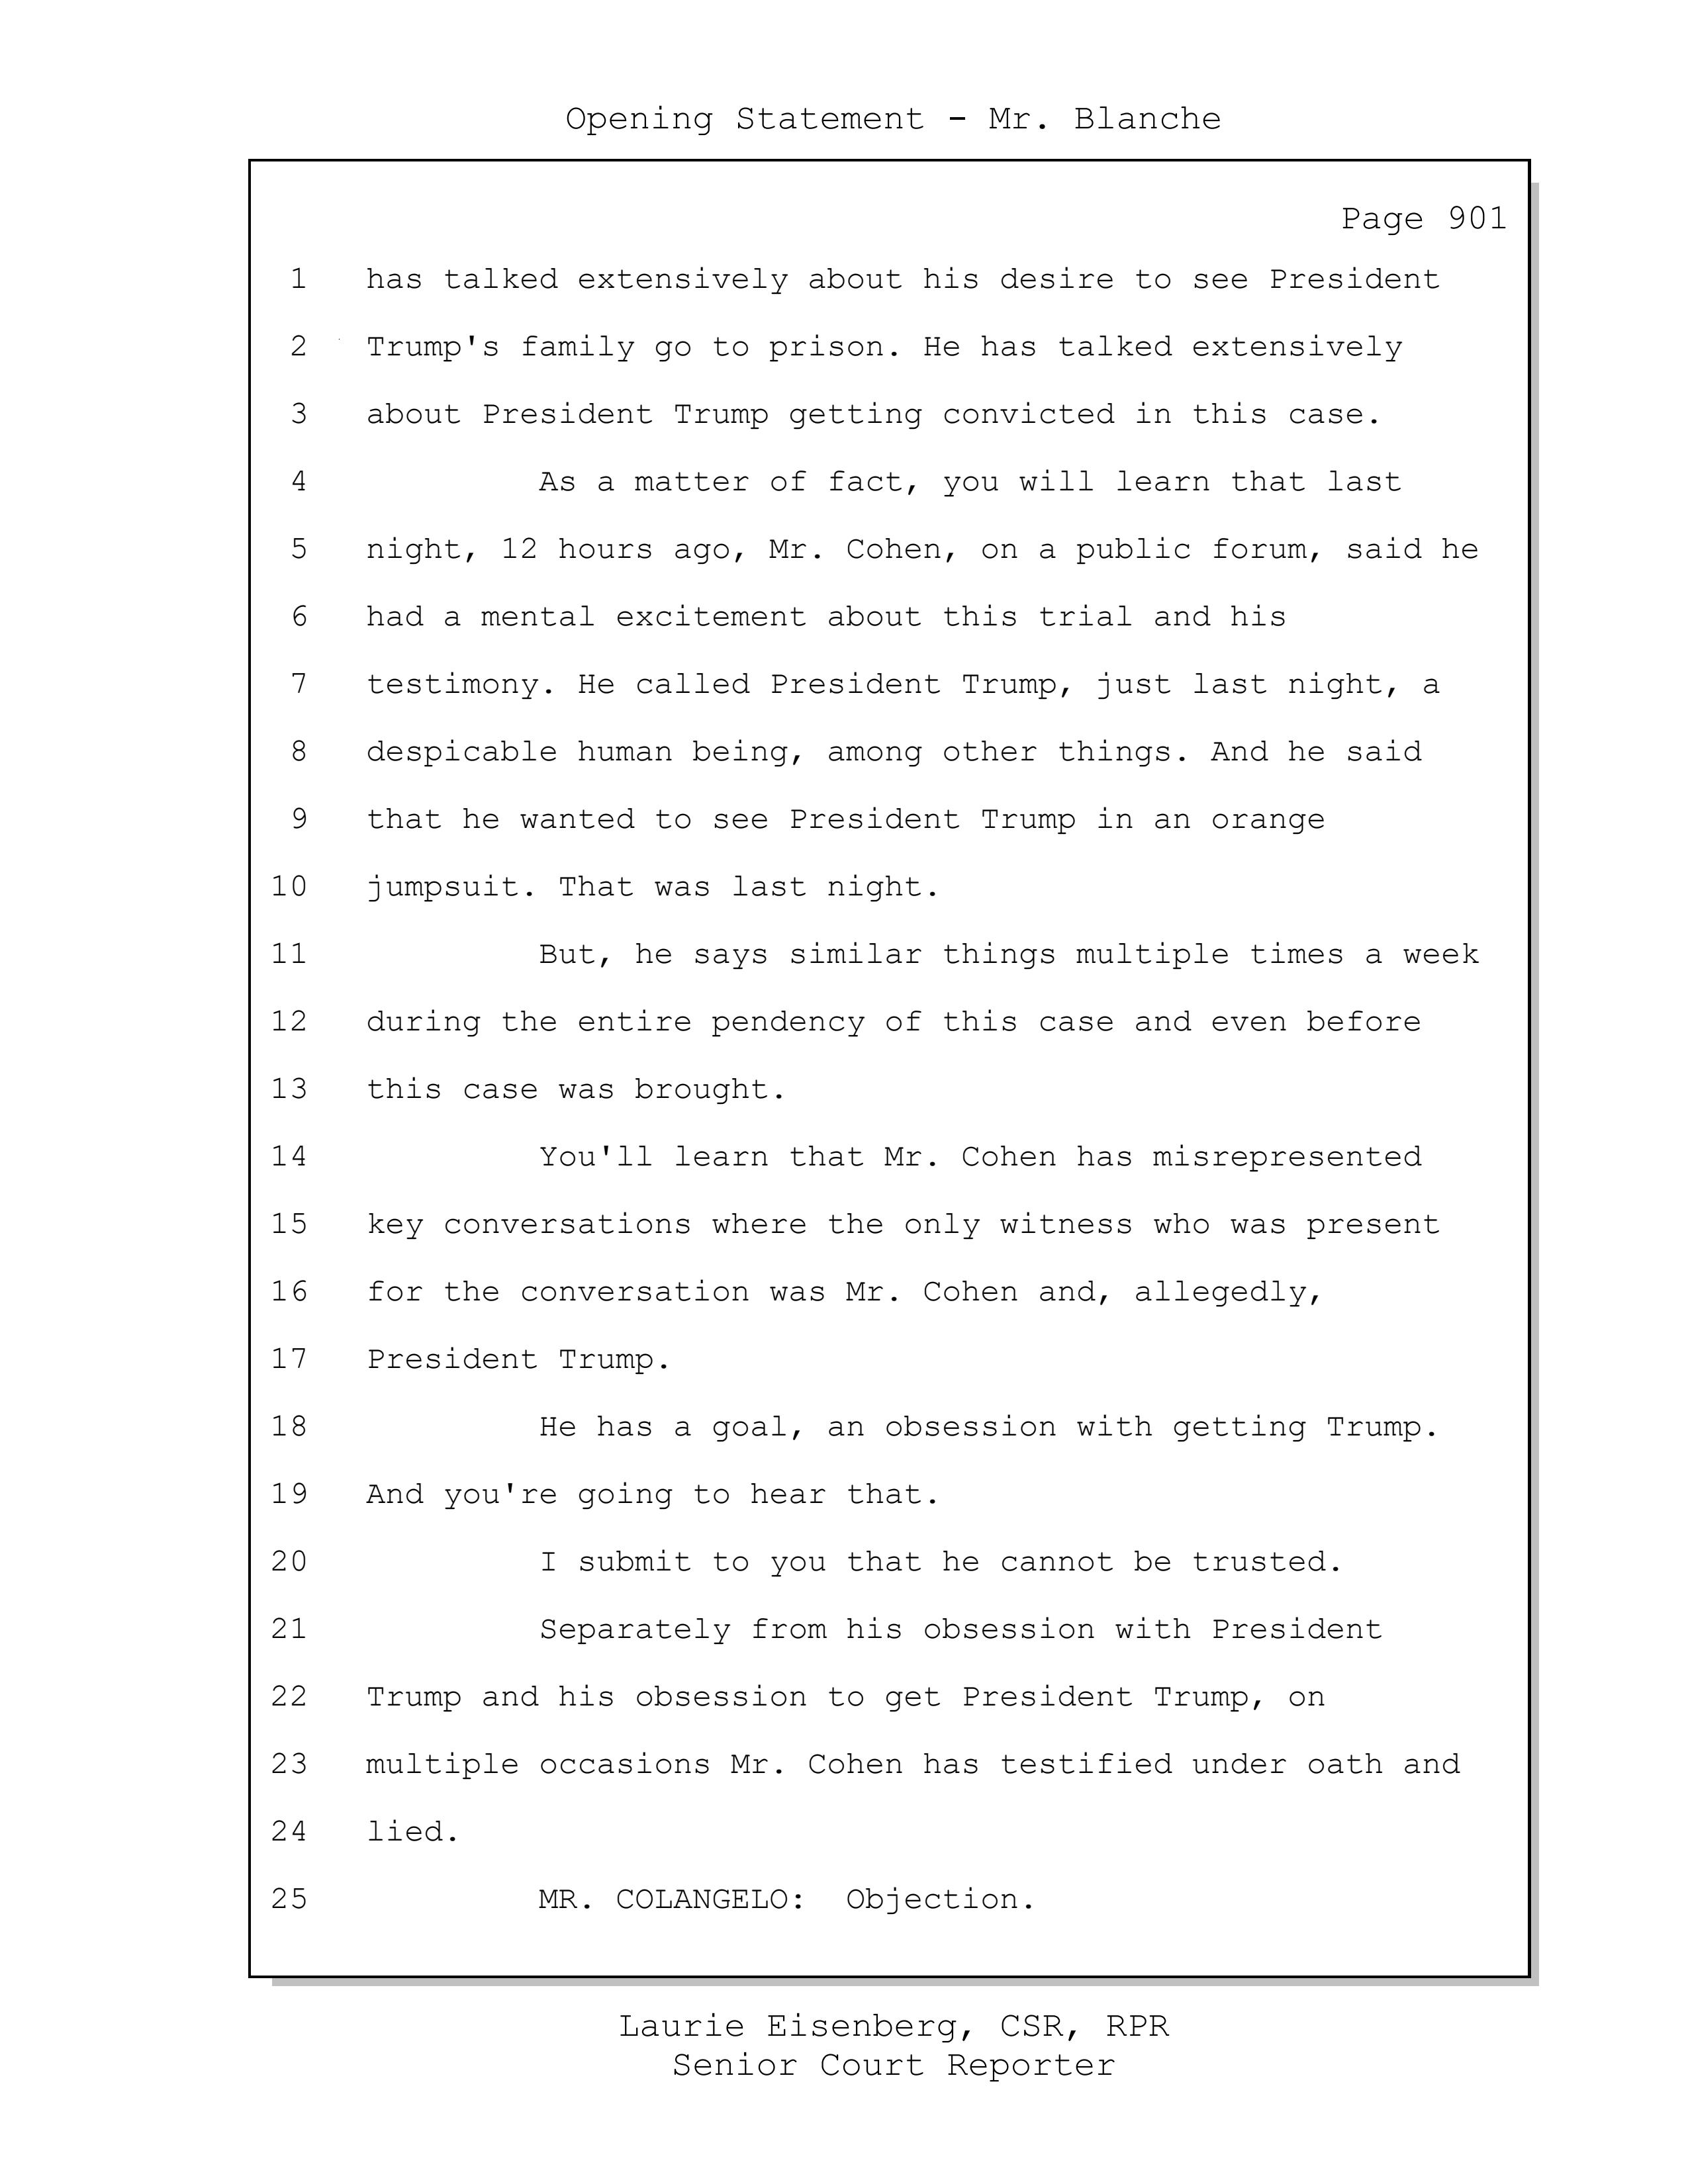 Opening Statement - Mr. Blanche
Page 901
1 has talked extensively about his desire to see President
2 Trump's family go to prison. He has talked extensively
3 about President Trump getting convicted in this case.
4 As a matter of fact, you will learn that last
5 night, 12 hours ago, Mr. Cohen, on a public forum, said he
6 had a mental excitement about this trial and his
7 testimony. He called President Trump, just last night, a
8 despicable human being, among other things. And he said
9 that he wanted to see President Trump in an orange
10 jumpsuit. That was last night.
11 But, he says similar things multiple times a week
12 during the entire pendency of this case and even before
13 this case was brought.
14 You'll learn that Mr. Cohen has misrepresented
15 key conversations where the only witness who was present
16 for the conversation was Mr. Cohen and, allegedly,
17 President Trump.
18 He has a goal, an obsession with getting Trump.
19 And you're going to hear that.
20 I submit to you that he cannot be trusted.
21 Separately from his obsession with President
22 Trump and his obsession to get President Trump, on
23 multiple occasions Mr. Cohen has testified under oath and
24 lied.
25 MR. COLANGELO: Objection.
Laurie Eisenberg, CSR, RPR
Senior Court Reporter